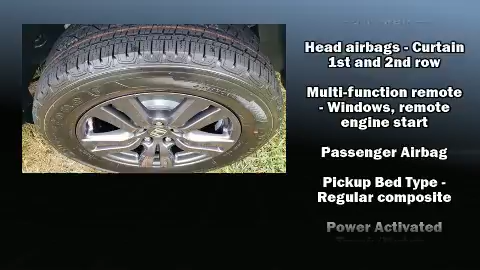 Head airbags - Curtain
1st and 2nd row
Multi-function remote
- Windows, remote
engine start
Passenger Airbag
Pickup Bed Type -
Regular composite
Power Activated